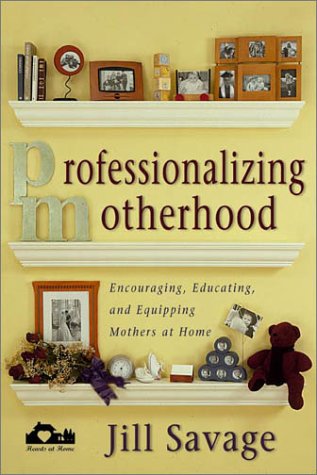 professionalizing
motherhood
Encouraging, Educating,
and Equipping
Mothers at Home
Hearts at Home
Jill Savage